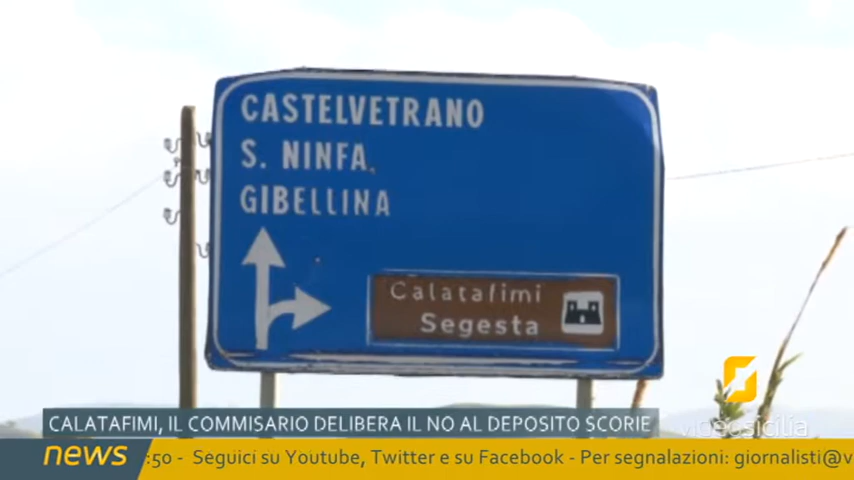 CASTELVETRANO
S. NINFA
GIBELLINA
Calatafimi
Segesta
CALATAFIMI, IL COMMISARIO DELIBERA IL NO AL DEPOSITO SCORIE
videosicilia
news :50 - Seguici su Youtube, Twitter e su Facebook - Per segnalazioni: giornalisti@v